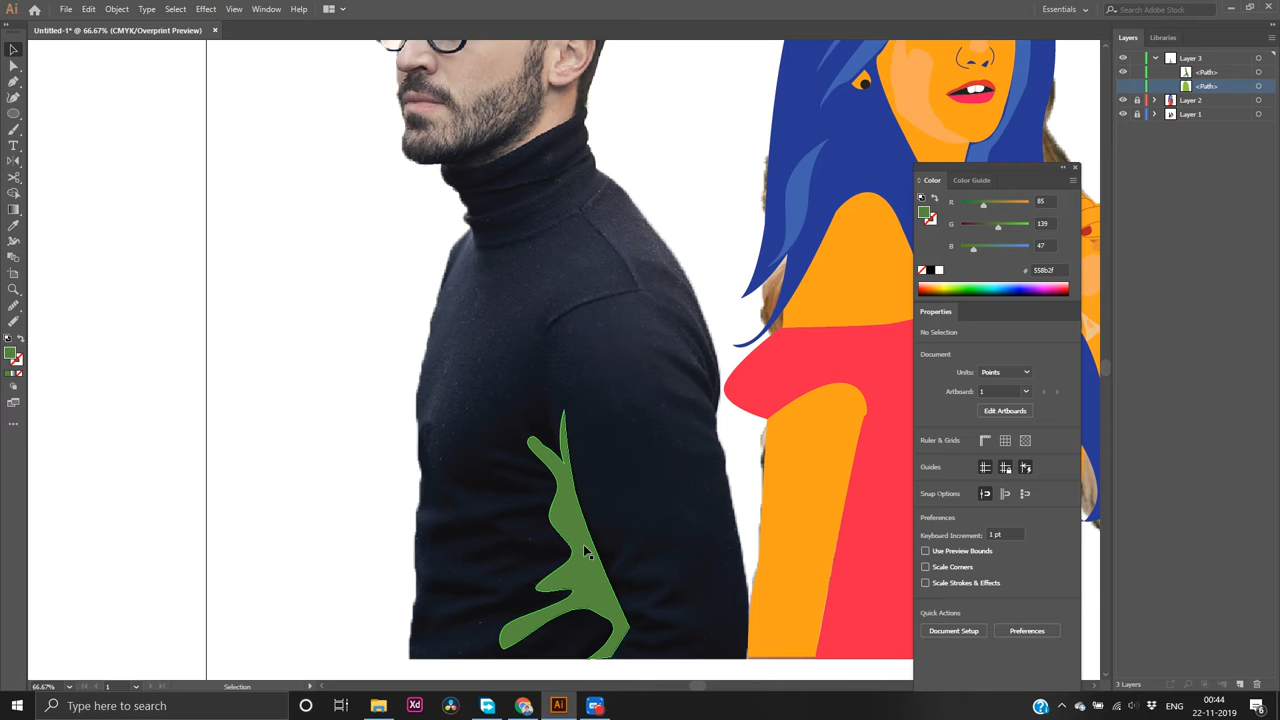 Ai File Edit Object Type Select Effect View Window Help Essentials Search Adobe Stock
Untitled-1* @ 66.67% (CMYK/Overprint Preview) ×
Layers Libraries
Layer 3
<Path>
<Path>
Layer 2
Layer 1
Color Color Guide
R 85
G 139
B 47
# 558b2f
Properties
No Selection
Document
Units: Points
Artboard: 1
Edit Artboards
Ruler & Grids
Guides
Snap Options
Preferences
Keyboard Increment: 1 pt
Use Preview Bounds
Scale Corners
Scale Strokes & Effects
Quick Actions
Document Setup Preferences
66.67% 1 Selection
3 Layers
Type here to search
Xd Ai
ENG
00:44
22-11-2019